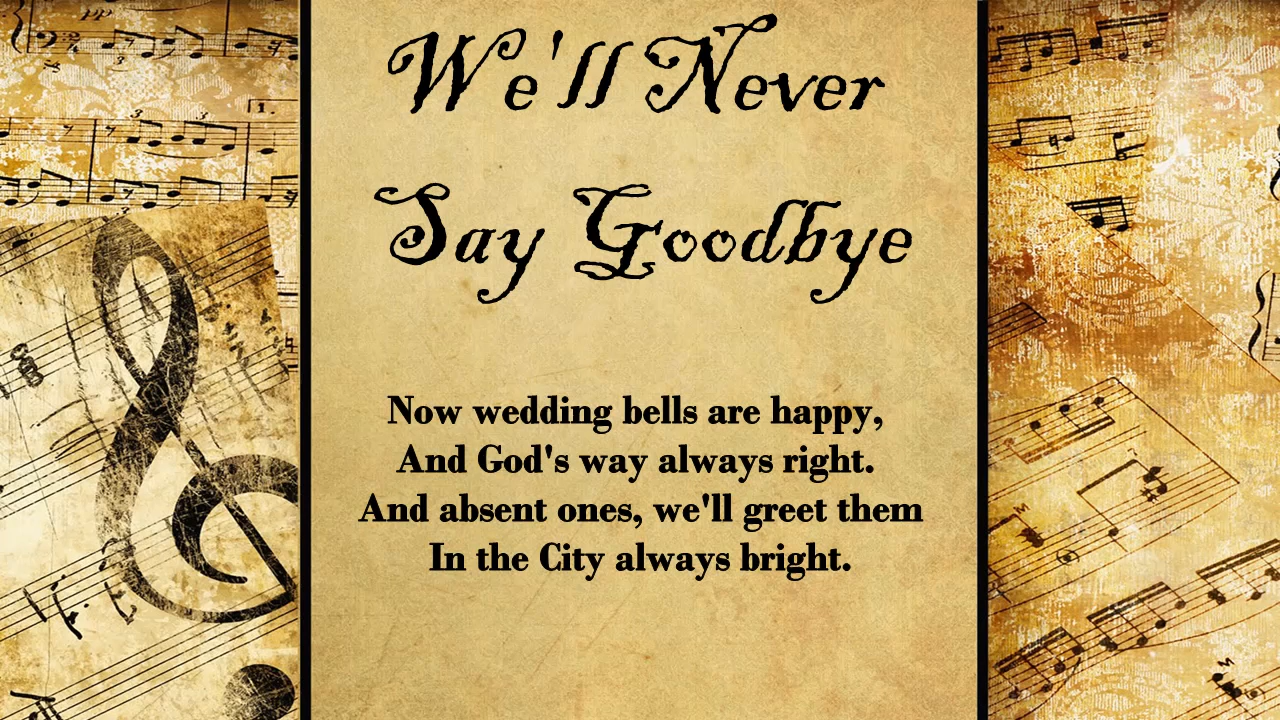 We'll Never
Say Goodbye
Now wedding bells are happy,
And God's way always right.
And absent ones, we'll greet them
In the City always bright.